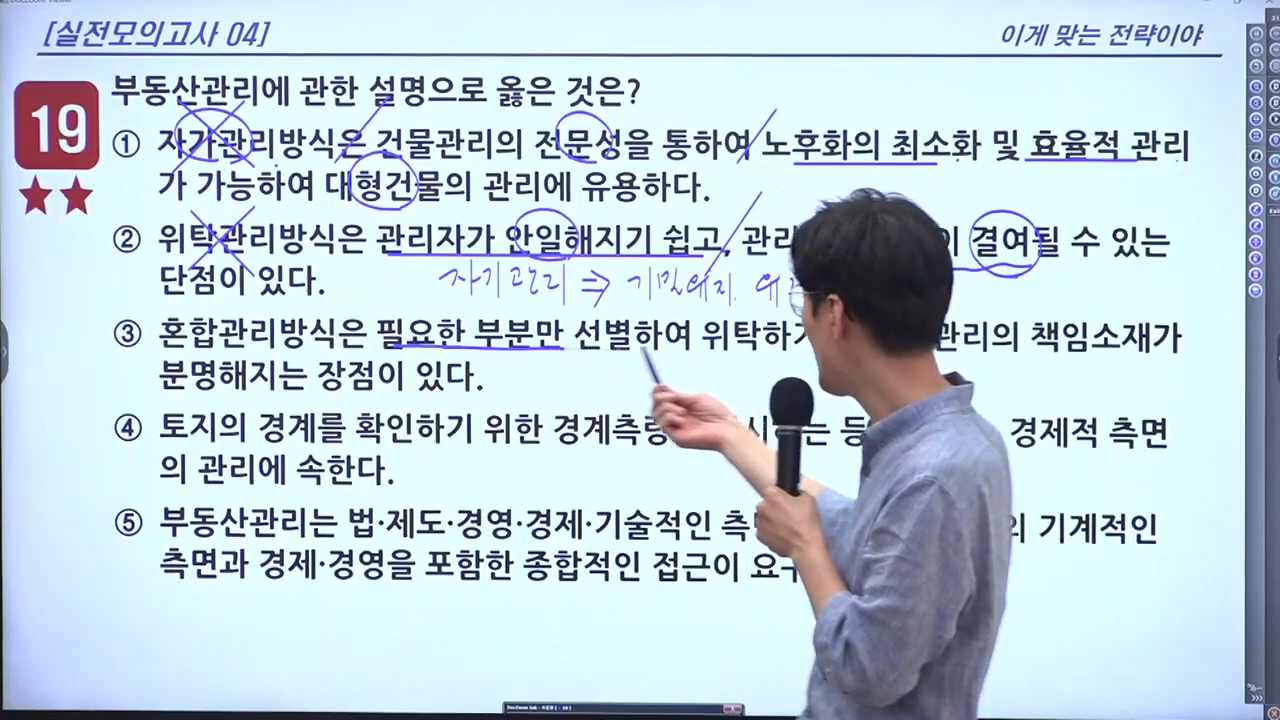 [실전모의고사 04]
이게 맞는 전략이야
19
부동산관리에 관한 설명으로 옳은 것은?
① 자가관리방식은 건물관리의 전문성을 통하여 노후화의 최소화 및 효율적 관리
가 가능하여 대형건물의 관리에 유용하다.
② 위탁관리방식은 관리자가 안일해지기 쉽고, 관리 결여될 수 있는
단점이 있다.
자기관리 ⇒ 기밀유지
③ 혼합관리방식은 필요한 부분만 선별하여 위탁하기 관리의 책임소재가
분명해지는 장점이 있다.
④ 토지의 경계를 확인하기 위한 경계측량 경제적 측면
의 관리에 속한다.
⑤ 부동산관리는 법·제도·경영·경제·기술적인 측 기계적인
측면과 경제·경영을 포함한 종합적인 접근이